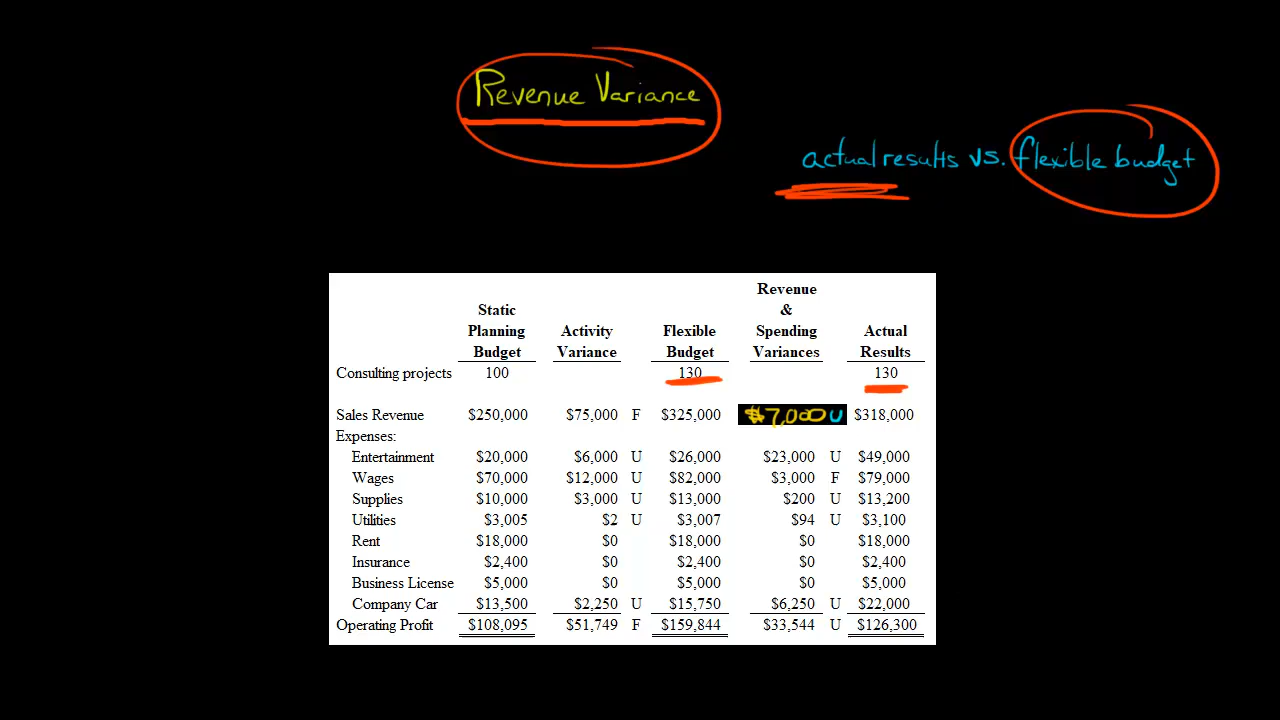 Revenue Variance
actual results vs. flexible budget
Revenue
&
Static
Planning Activity Flexible Spending Actual
Budget Variance Budget Variances Results
Consulting projects 100 130 130
Sales Revenue $250,000 $75,000 F $325,000 $7,000 U $318,000
Expenses:
Entertainment $20,000 $6,000 U $26,000 $23,000 U $49,000
Wages $70,000 $12,000 U $82,000 $3,000 F $79,000
Supplies $10,000 $3,000 U $13,000 $200 U $13,200
Utilities $3,005 $2 U $3,007 $94 U $3,100
Rent $18,000 $0 $18,000 $0 $18,000
Insurance $2,400 $0 $2,400 $0 $2,400
Business License $5,000 $0 $5,000 $0 $5,000
Company Car $13,500 $2,250 U $15,750 $6,250 U $22,000
Operating Profit $108,095 $51,749 F $159,844 $33,544 U $126,300